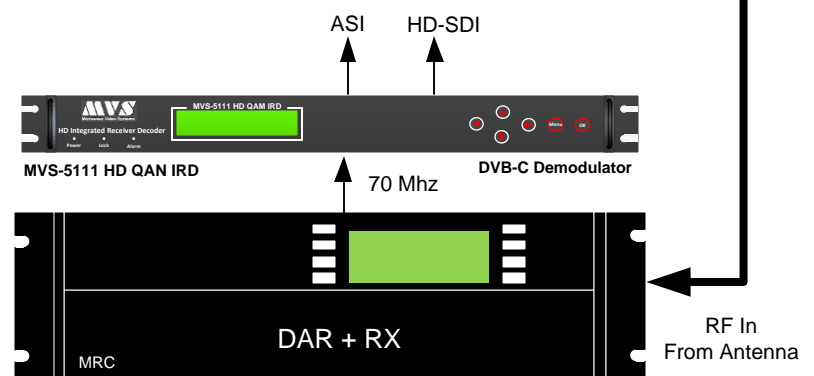 ASI HD-SDI
MVS
Microwave Video Systems
MVS-5111 HD QAM IRD
HD Integrated Receiver Decoder
Power Lock Alarm
Menu OK
MVS-5111 HD QAN IRD
DVB-C Demodulator
70 Mhz
DAR + RX
MRC
RF In
From Antenna